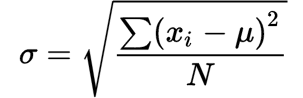 σ = √(∑(xᵢ − μ)² / N)